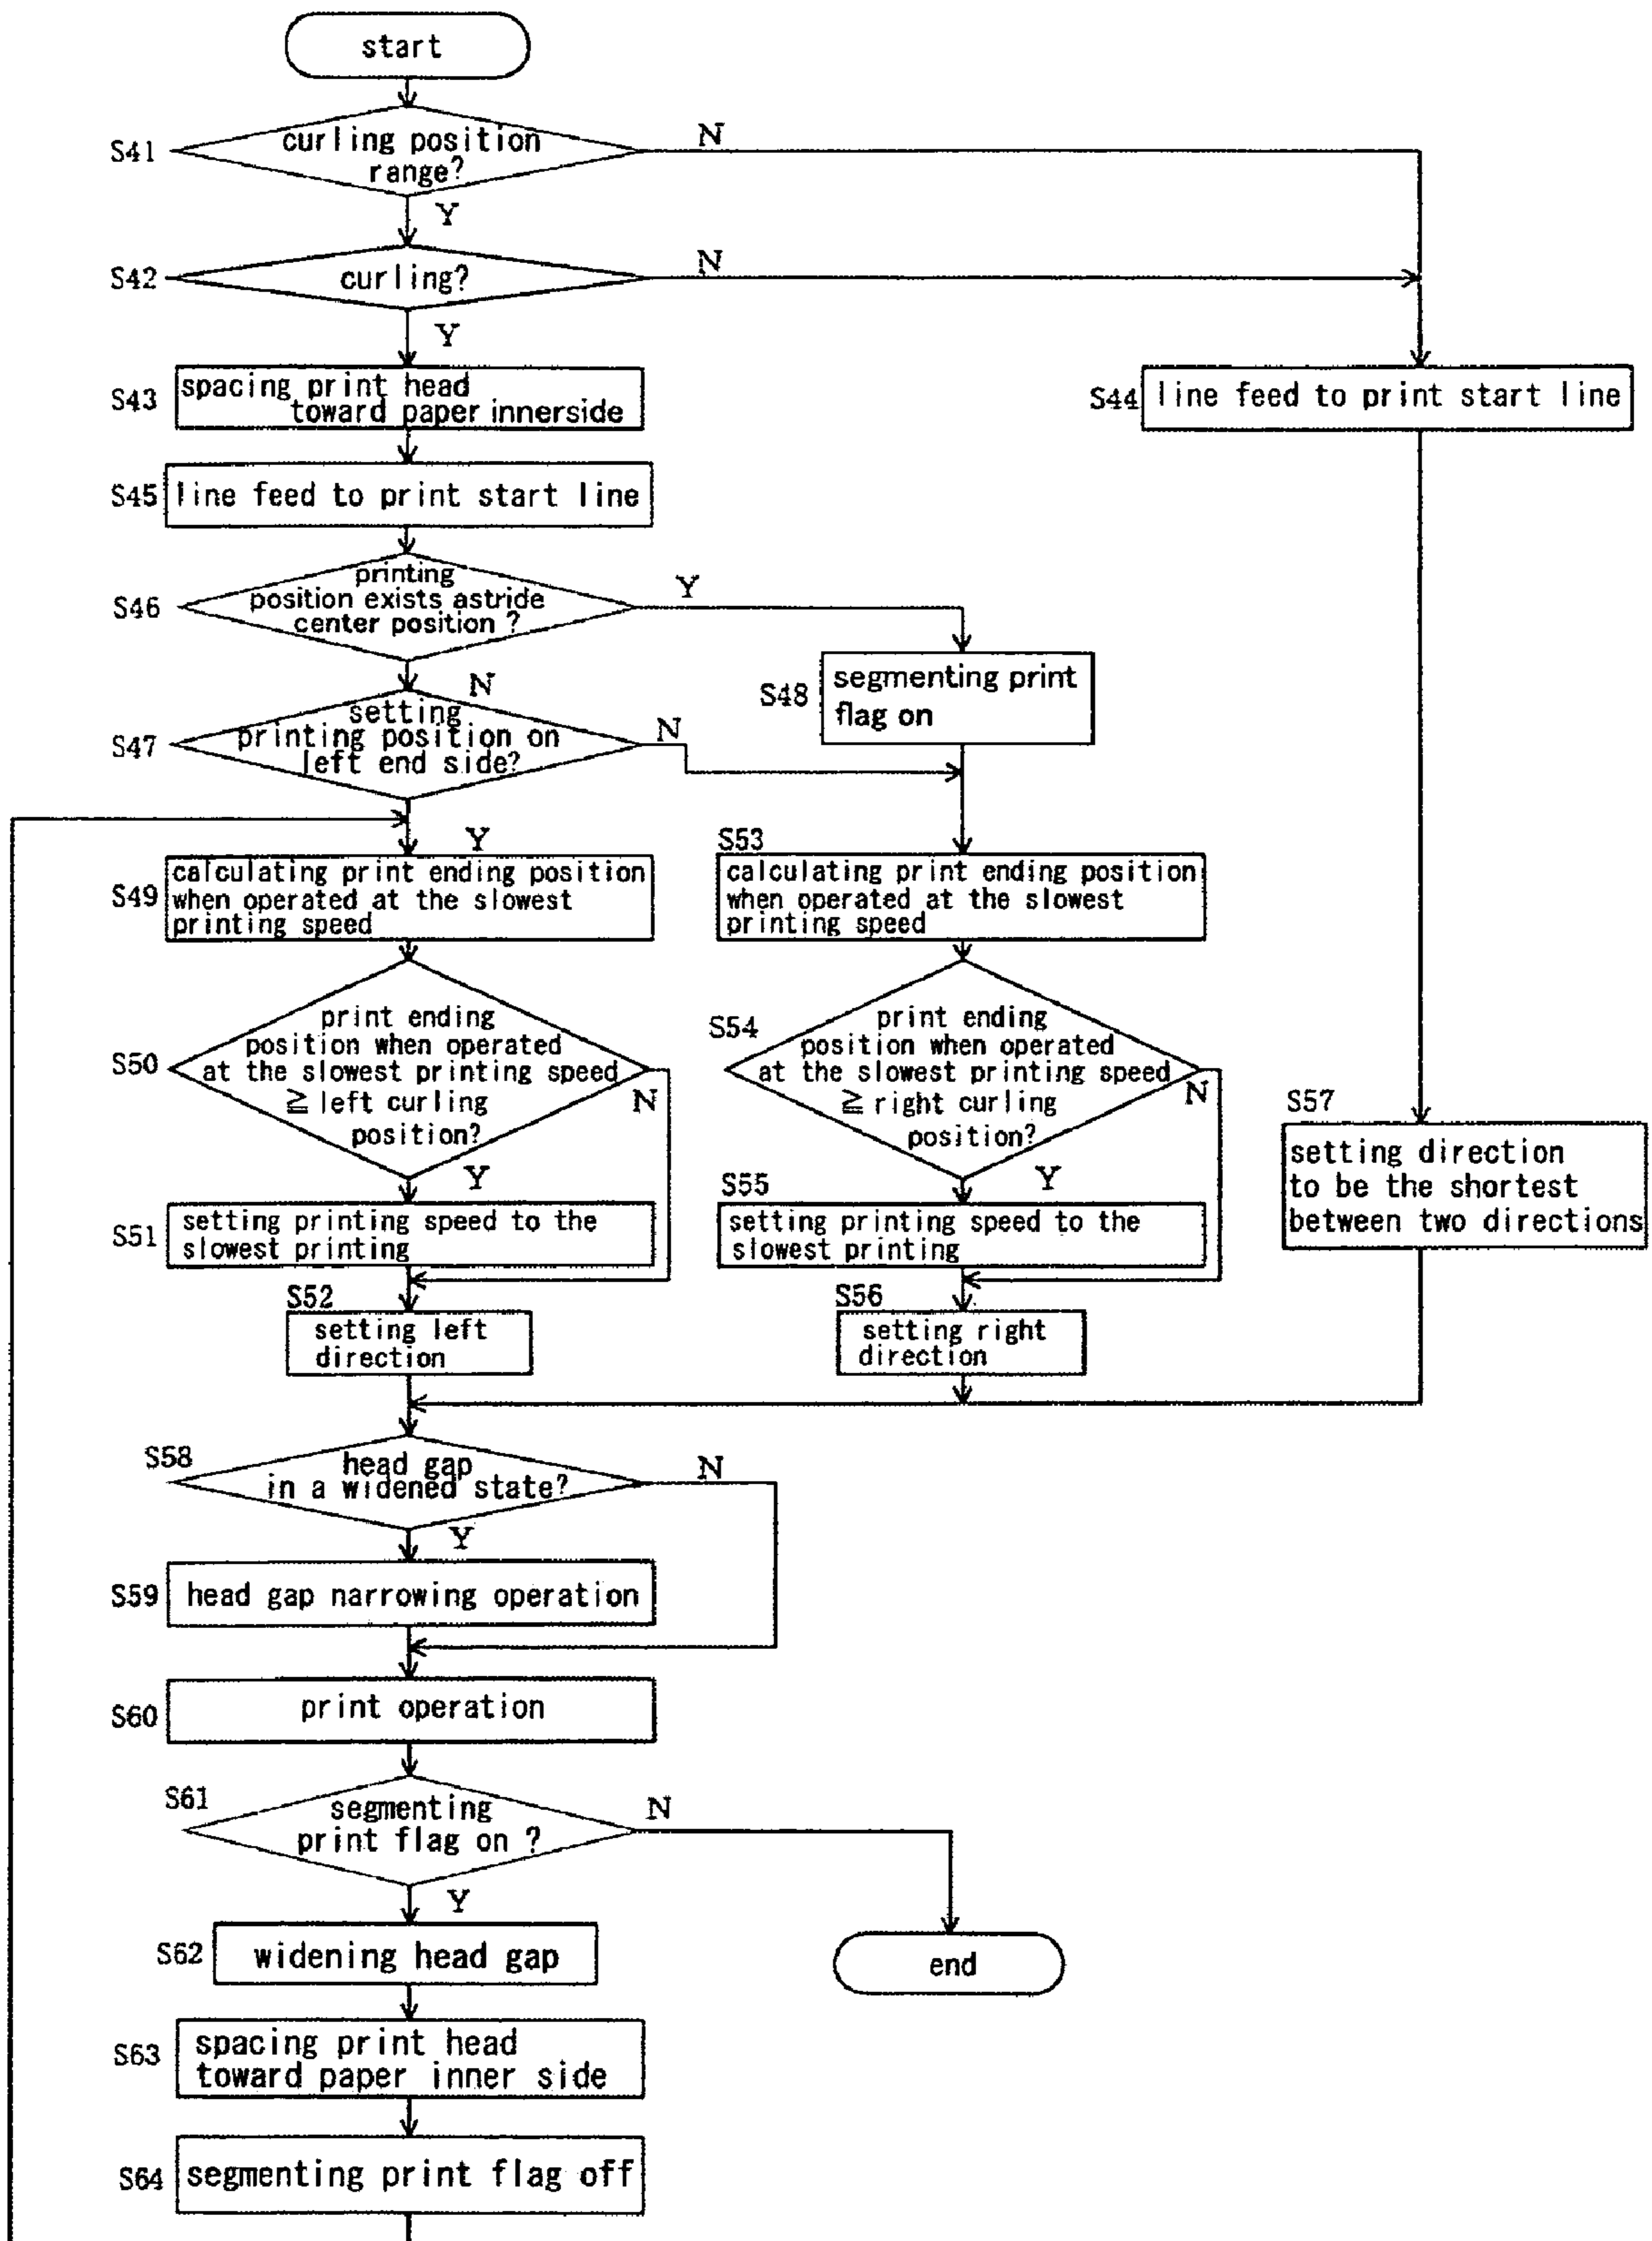 start
S41
curling position
range?
N
Y
S42
curling?
N
Y
S43
spacing print head
toward paper innerside
S44
line feed to print start line
S45
line feed to print start line
S46
printing
position exists astride
center position ?
Y
N
S48
segmenting print
flag on
S47
setting
printing position on
left end side?
N
Y
S49
calculating print ending position
when operated at the slowest
printing speed
S53
calculating print ending position
when operated at the slowest
printing speed
S50
print ending
position when operated
at the slowest printing speed
≧ left curling
position?
N
Y
S54
print ending
position when operated
at the slowest printing speed
≧ right curling
position?
N
Y
S57
setting direction
to be the shortest
between two directions
S51
setting printing speed to the
slowest printing
S55
setting printing speed to the
slowest printing
S52
setting left
direction
S56
setting right
direction
S58
head gap
in a widened state?
N
Y
S59
head gap narrowing operation
S60
print operation
S61
segmenting
print flag on ?
N
Y
S62
widening head gap
end
S63
spacing print head
toward paper inner side
S64
segmenting print flag off